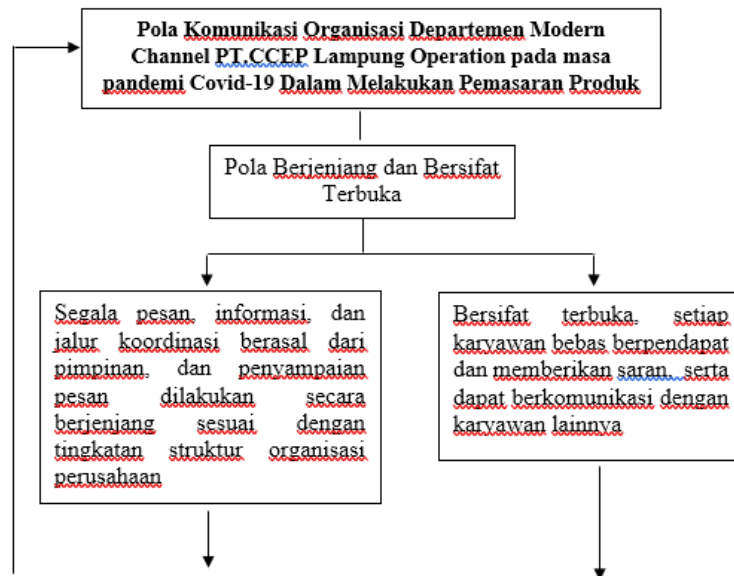 Pola Komunikasi Organisasi Departemen Modern
Channel PT.CCEP Lampung Operation pada masa
pandemi Covid-19 Dalam Melakukan Pemasaran Produk
Pola Berjenjang dan Bersifat
Terbuka
Segala pesan, informasi, dan
jalur koordinasi berasal dari
pimpinan, dan penyampaian
pesan dilakukan secara
berjenjang sesuai dengan
tingkatan struktur organisasi
perusahaan
Bersifat terbuka, setiap
karyawan bebas berpendapat
dan memberikan saran, serta
dapat berkomunikasi dengan
karyawan lainnya